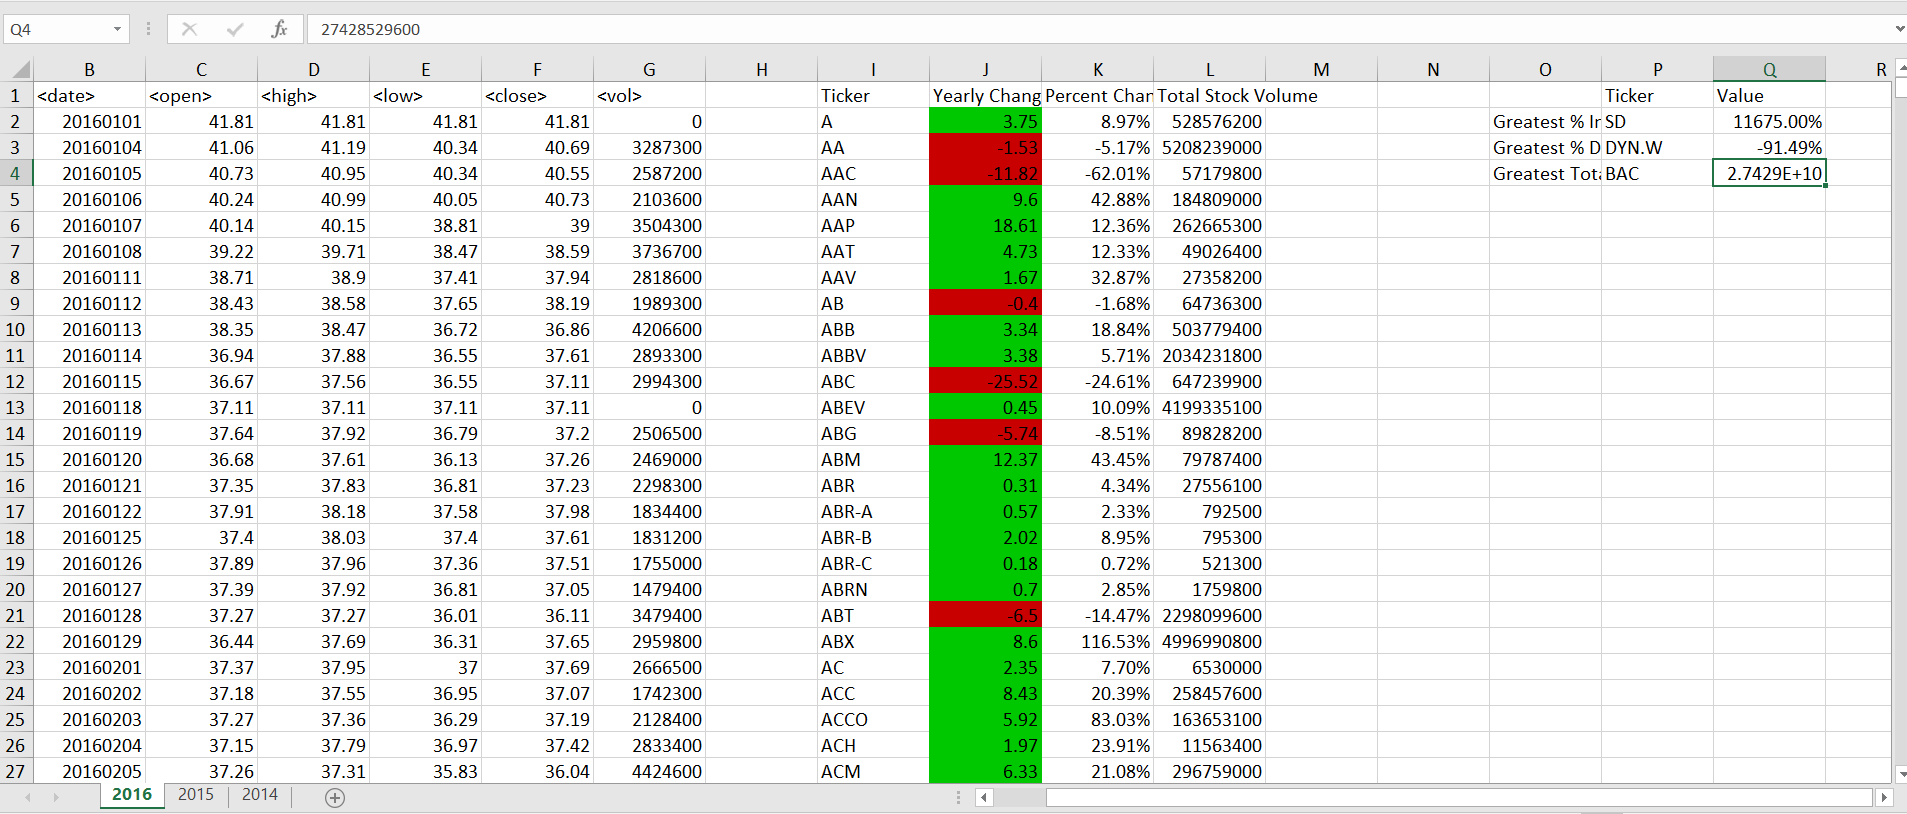 Q4 fx 27428529600
B C D E F G H I J K L M N O P Q R
1 <date> <open> <high> <low> <close> <vol> Ticker Yearly Chang Percent Chan Total Stock Volume Ticker Value
2 20160101 41.81 41.81 41.81 41.81 0 A 3.75 8.97% 528576200 Greatest % In SD 11675.00%
3 20160104 41.06 41.19 40.34 40.69 3287300 AA -1.53 -5.17% 5208239000 Greatest % D DYN.W -91.49%
4 20160105 40.73 40.95 40.34 40.55 2587200 AAC -11.82 -62.01% 57179800 Greatest Tota BAC 2.7429E+10
5 20160106 40.24 40.99 40.05 40.73 2103600 AAN 9.6 42.88% 184809000
6 20160107 40.14 40.15 38.81 39 3504300 AAP 18.61 12.36% 262665300
7 20160108 39.22 39.71 38.47 38.59 3736700 AAT 4.73 12.33% 49026400
8 20160111 38.71 38.9 37.41 37.94 2818600 AAV 1.67 32.87% 27358200
9 20160112 38.43 38.58 37.65 38.19 1989300 AB -0.4 -1.68% 64736300
10 20160113 38.35 38.47 36.72 36.86 4206600 ABB 3.34 18.84% 503779400
11 20160114 36.94 37.88 36.55 37.61 2893300 ABBV 3.38 5.71% 2034231800
12 20160115 36.67 37.56 36.55 37.11 2994300 ABC -25.52 -24.61% 647239900
13 20160118 37.11 37.11 37.11 37.11 0 ABEV 0.45 10.09% 4199335100
14 20160119 37.64 37.92 36.79 37.2 2506500 ABG -5.74 -8.51% 89828200
15 20160120 36.68 37.61 36.13 37.26 2469000 ABM 12.37 43.45% 79787400
16 20160121 37.35 37.83 36.81 37.23 2298300 ABR 0.31 4.34% 27556100
17 20160122 37.91 38.18 37.58 37.98 1834400 ABR-A 0.57 2.33% 792500
18 20160125 37.4 38.03 37.4 37.61 1831200 ABR-B 2.02 8.95% 795300
19 20160126 37.89 37.96 37.36 37.51 1755000 ABR-C 0.18 0.72% 521300
20 20160127 37.39 37.92 36.81 37.05 1479400 ABRN 0.7 2.85% 1759800
21 20160128 37.27 37.27 36.01 36.11 3479400 ABT -6.5 -14.47% 2298099600
22 20160129 36.44 37.69 36.31 37.65 2959800 ABX 8.6 116.53% 4996990800
23 20160201 37.37 37.95 37 37.69 2666500 AC 2.35 7.70% 6530000
24 20160202 37.18 37.55 36.95 37.07 1742300 ACC 8.43 20.39% 258457600
25 20160203 37.27 37.36 36.29 37.19 2128400 ACCO 5.92 83.03% 163653100
26 20160204 37.15 37.79 36.97 37.42 2833400 ACH 1.97 23.91% 11563400
27 20160205 37.26 37.31 35.83 36.04 4424600 ACM 6.33 21.08% 296759000
2016 2015 2014